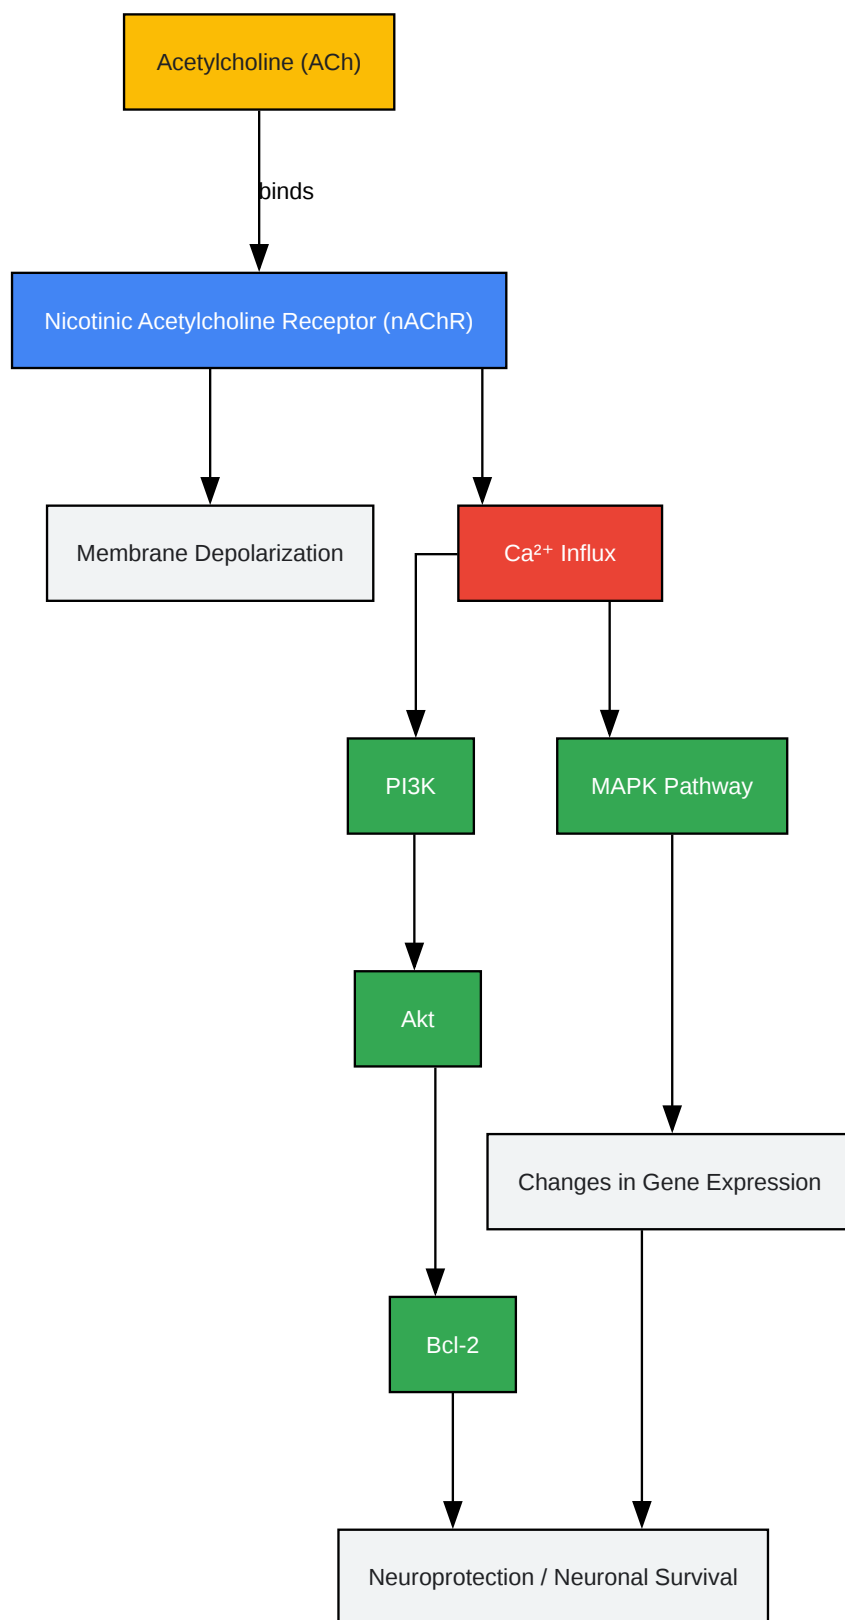 Acetylcholine (ACh)
binds
Nicotinic Acetylcholine Receptor (nAChR)
Membrane Depolarization
Ca²⁺ Influx
PI3K
MAPK Pathway
Akt
Changes in Gene Expression
Bcl-2
Neuroprotection / Neuronal Survival